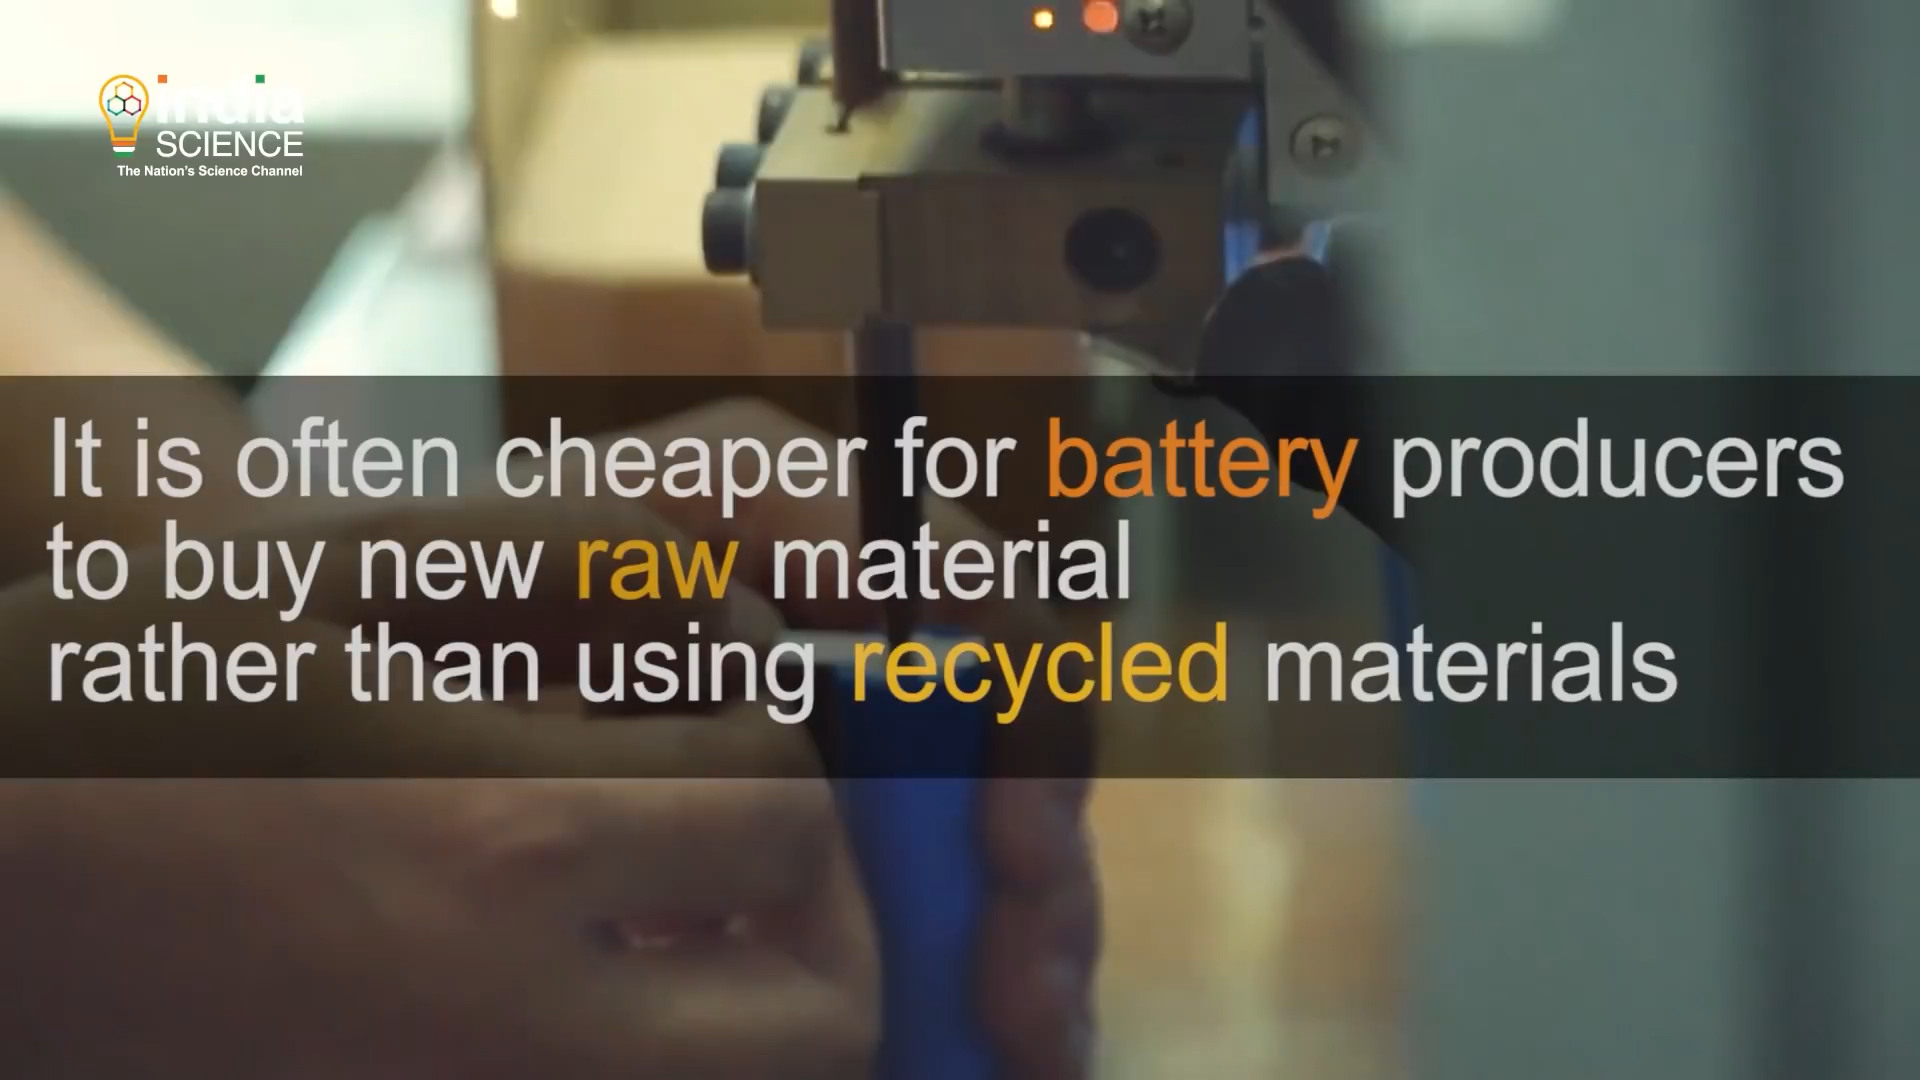 india
SCIENCE
The Nation's Science Channel
It is often cheaper for battery producers
to buy new raw material
rather than using recycled materials